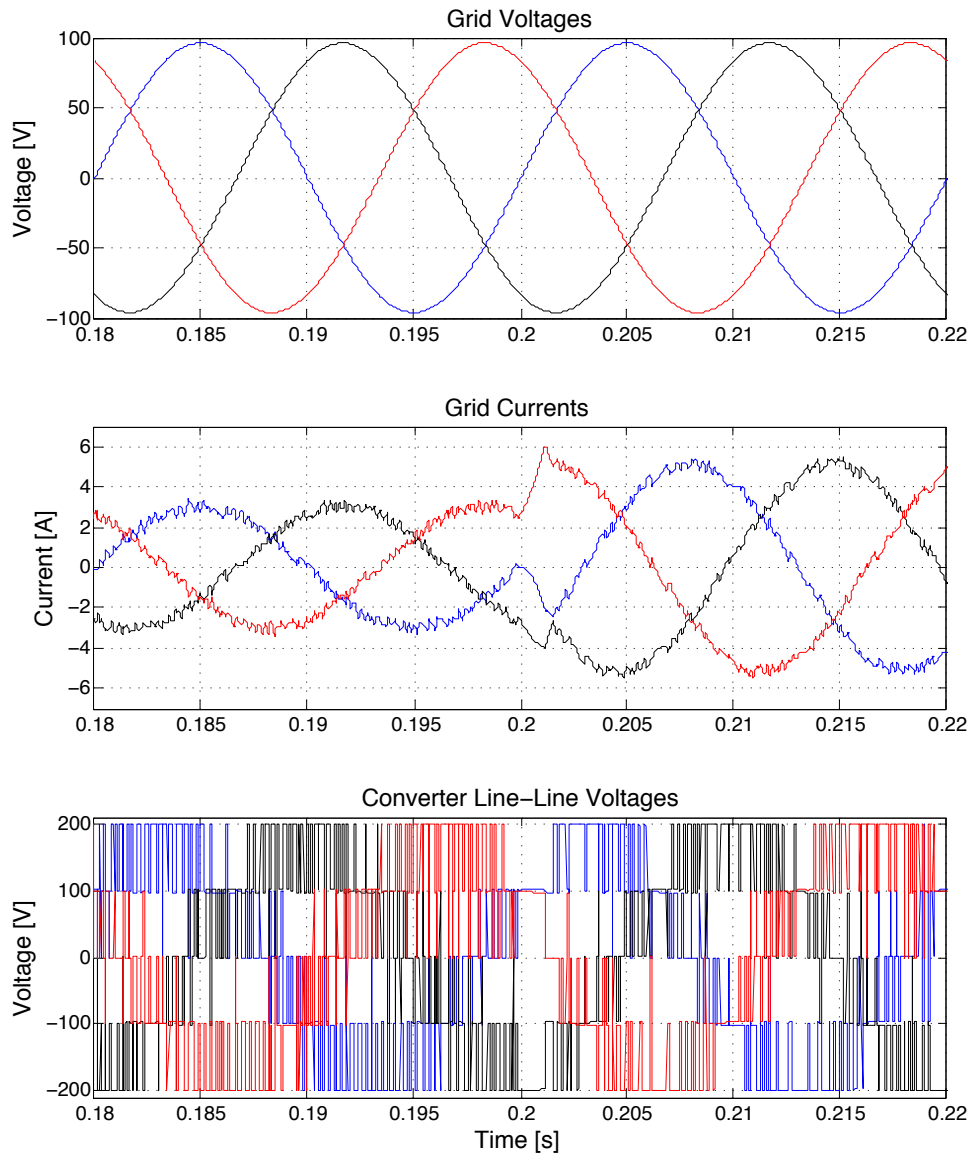 Grid Voltages
Voltage [V]
100
50
0
−50
−100
0.18 0.185 0.19 0.195 0.2 0.205 0.21 0.215 0.22
Grid Currents
Current [A]
6
4
2
0
−2
−4
−6
0.18 0.185 0.19 0.195 0.2 0.205 0.21 0.215 0.22
Converter Line−Line Voltages
Voltage [V]
200
100
0
−100
−200
0.18 0.185 0.19 0.195 0.2 0.205 0.21 0.215 0.22
Time [s]